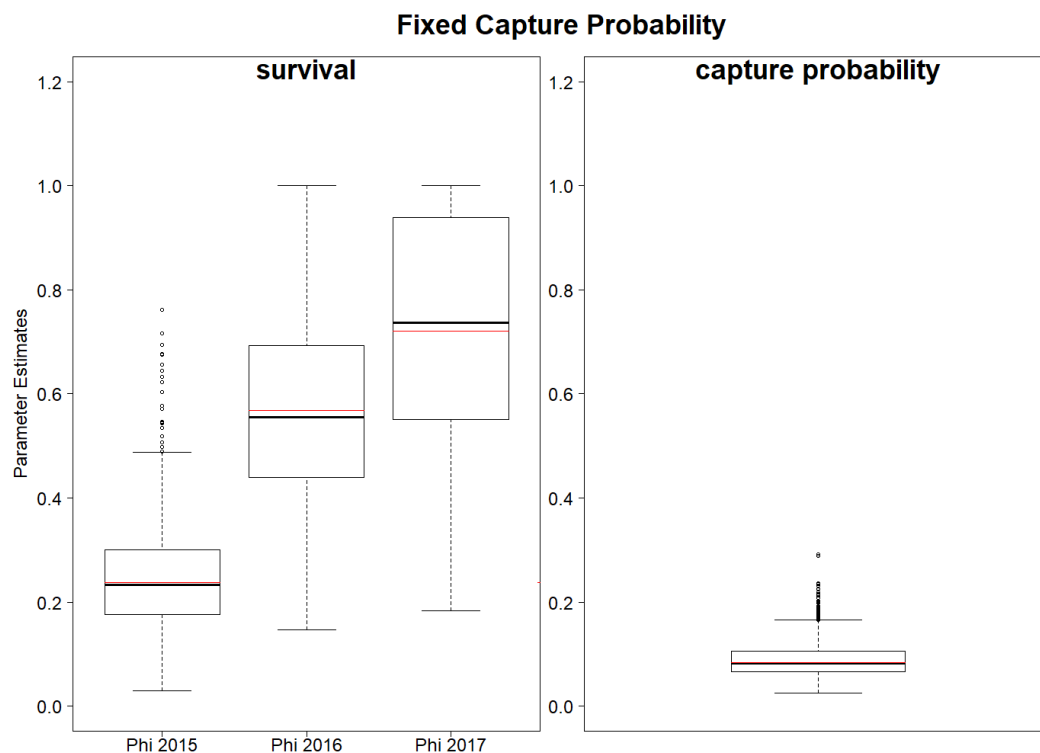 Fixed Capture Probability
survival
capture probability
Parameter Estimates
1.2
1.0
0.8
0.6
0.4
0.2
0.0
Phi 2015
Phi 2016
Phi 2017
1.2
1.0
0.8
0.6
0.4
0.2
0.0